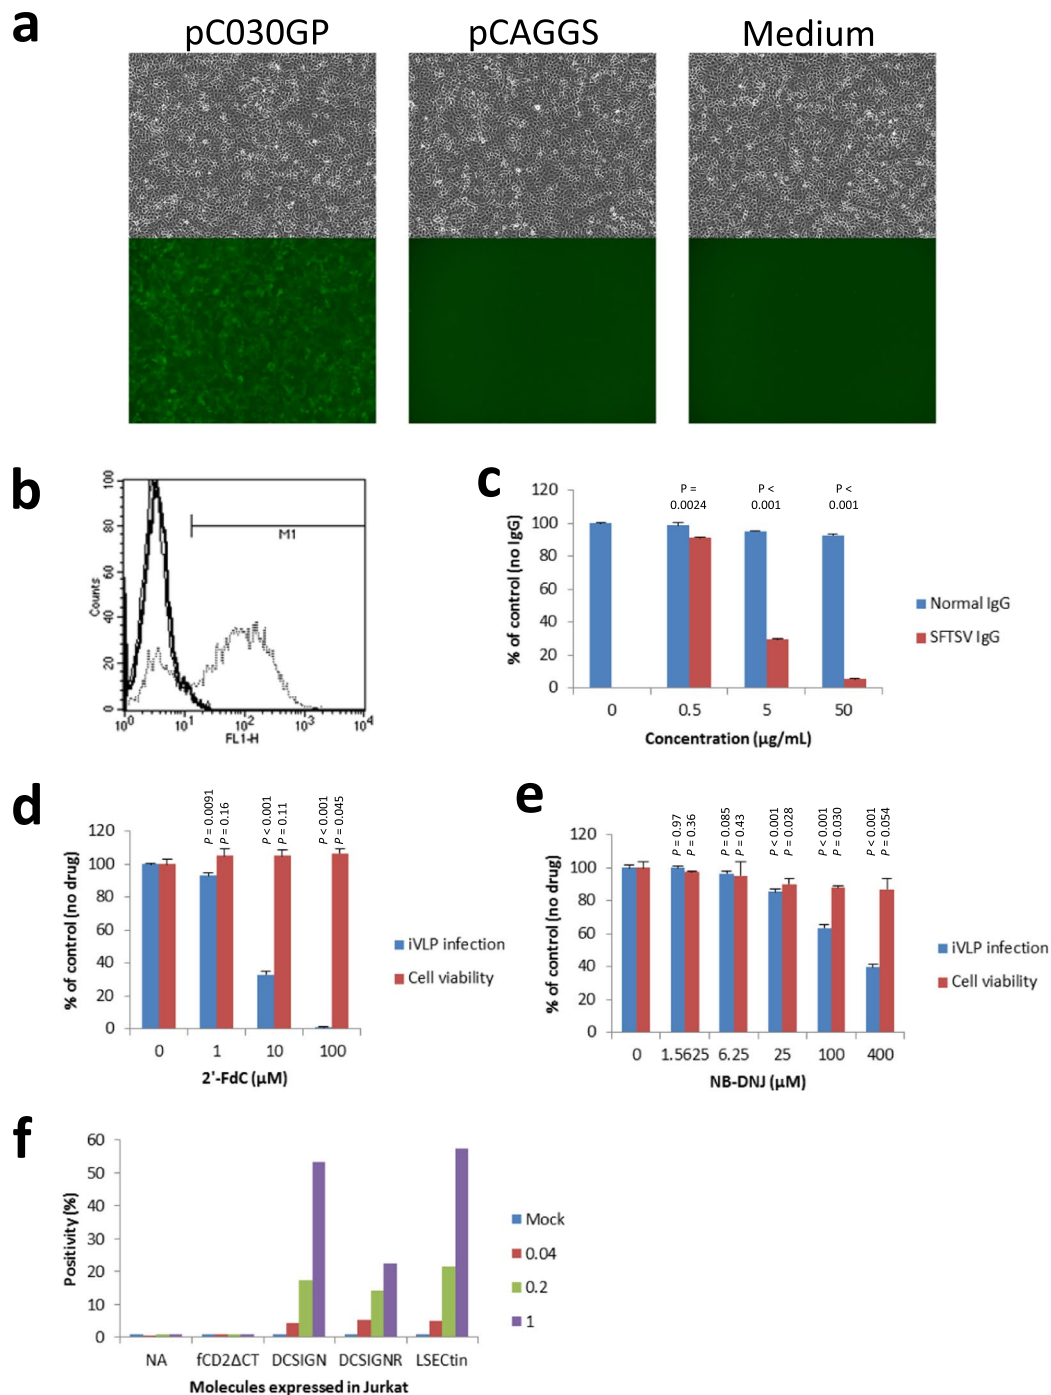 a
pC030GP pCAGGS Medium
b
100
80
60
40
20
0
Counts
M1
10⁰ 10¹ 10² 10³ 10⁴
FL1-H
c
P = 0.0024
P < 0.001
P < 0.001
120
100
80
60
40
20
0
% of control (no IgG)
0 0.5 5 50
Concentration (µg/mL)
Normal IgG
SFTSV IgG
d
P = 0.0091
P = 0.16
P < 0.001
P = 0.11
P < 0.001
P = 0.045
120
100
80
60
40
20
0
% of control (no drug)
0 1 10 100
2'-FdC (µM)
iVLP infection
Cell viability
e
P = 0.97
P = 0.36
P = 0.085
P = 0.43
P < 0.001
P = 0.028
P < 0.001
P = 0.030
P < 0.001
P = 0.054
120
100
80
60
40
20
0
% of control (no drug)
0 1.5625 6.25 25 100 400
NB-DNJ (µM)
iVLP infection
Cell viability
f
60
50
40
30
20
10
0
Positivity (%)
NA fCD2ΔCT DCSIGN DCSIGNR LSECtin
Molecules expressed in Jurkat
Mock
0.04
0.2
1